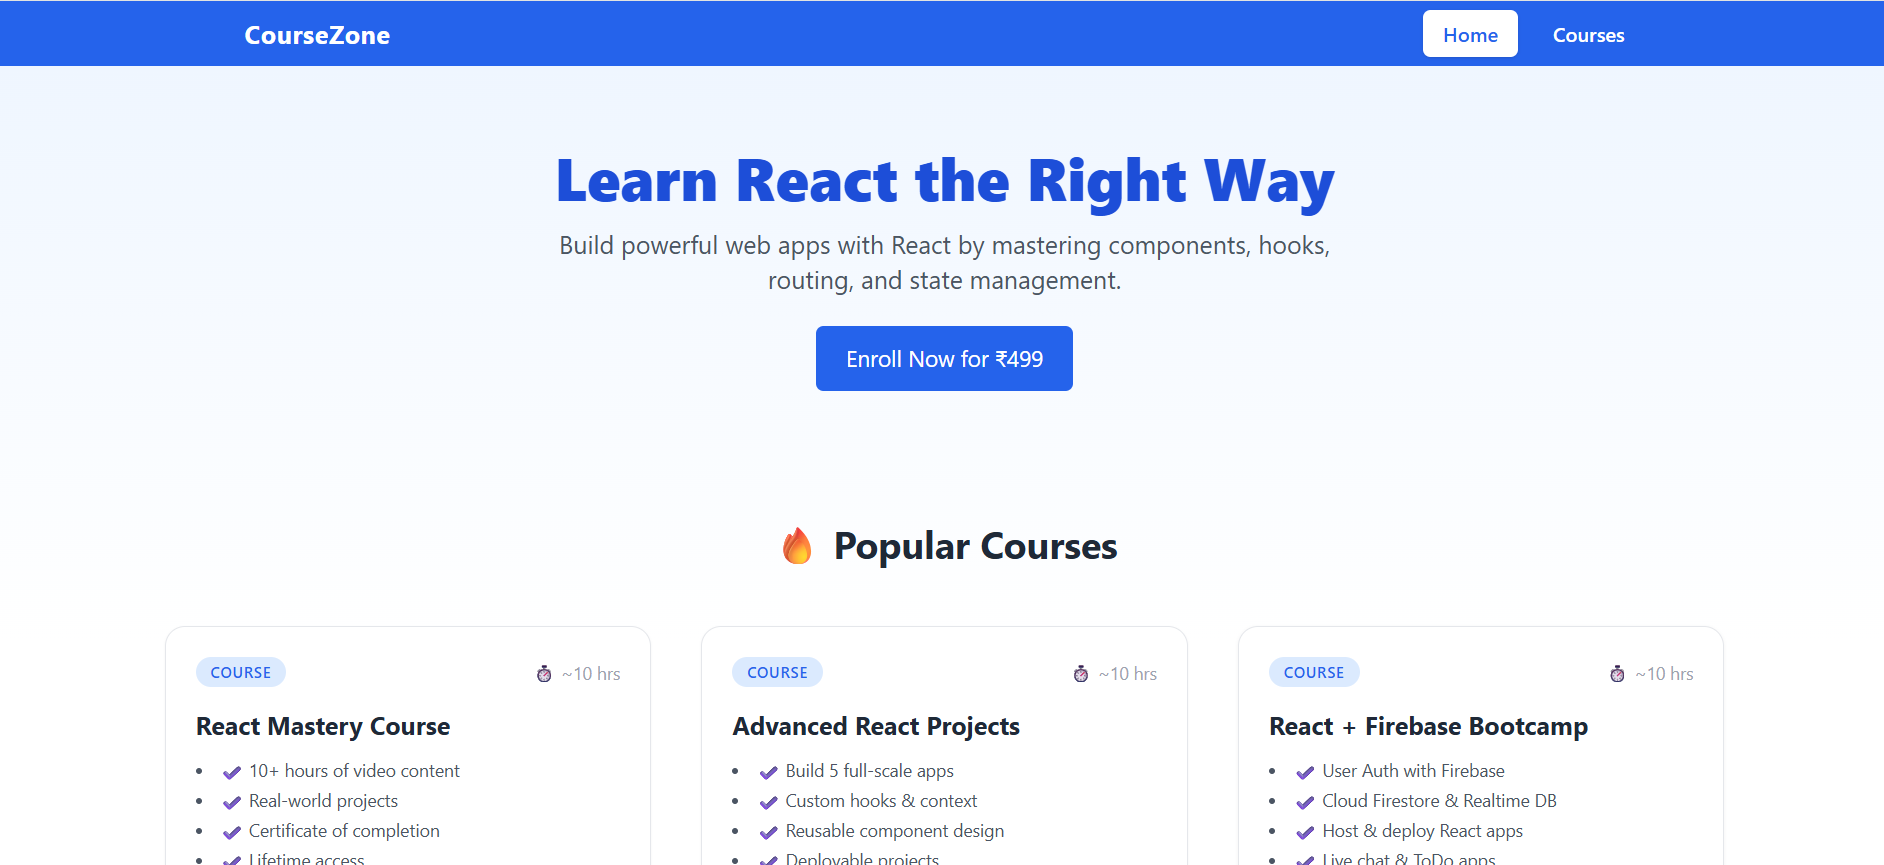 CourseZone
Home
Courses
Learn React the Right Way
Build powerful web apps with React by mastering components, hooks,
routing, and state management.
Enroll Now for ₹499
🔥 Popular Courses
COURSE
⏱ ~10 hrs
React Mastery Course
• ✔ 10+ hours of video content
• ✔ Real-world projects
• ✔ Certificate of completion
• ✔ Lifetime access
COURSE
⏱ ~10 hrs
Advanced React Projects
• ✔ Build 5 full-scale apps
• ✔ Custom hooks & context
• ✔ Reusable component design
• ✔ Deployable projects
COURSE
⏱ ~10 hrs
React + Firebase Bootcamp
• ✔ User Auth with Firebase
• ✔ Cloud Firestore & Realtime DB
• ✔ Host & deploy React apps
• ✔ Live chat & ToDo apps